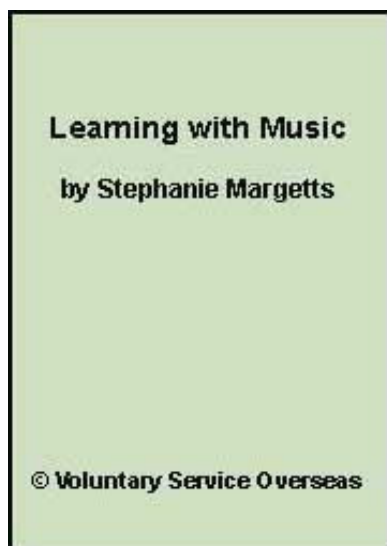 Learning with Music
by Stephanie Margetts
© Voluntary Service Overseas